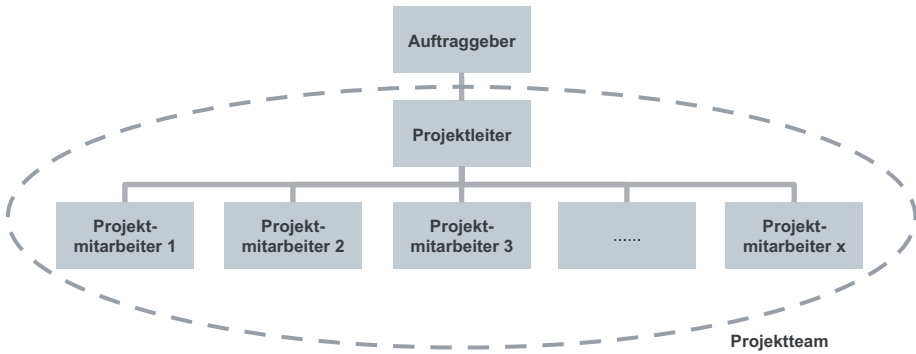 Auftraggeber
Projektleiter
Projekt-
mitarbeiter 1
Projekt-
mitarbeiter 2
Projekt-
mitarbeiter 3
......
Projekt-
mitarbeiter x
Projektteam